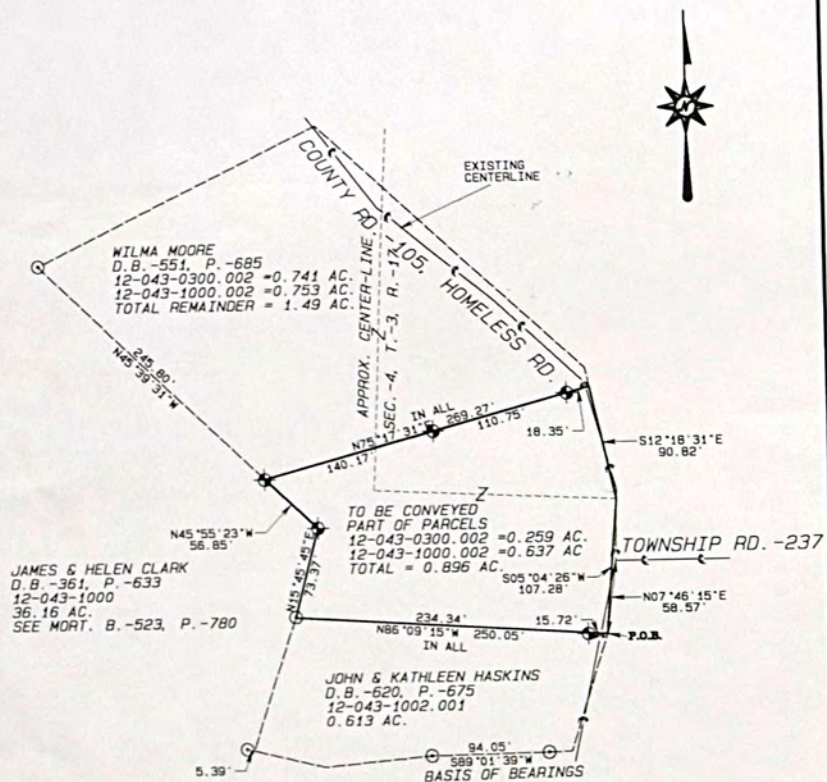 N
COUNTY RD. 105, HOMELESS RD.
EXISTING
CENTERLINE
WILMA MOORE
D.B.-551, P.-685
12-043-0300.002 =0.741 AC.
12-043-1000.002 =0.753 AC.
TOTAL REMAINDER = 1.49 AC.
APPROX. CENTER-LINE,
SEC.-4, T.-3, R.-17
Z
245.80'
N45°39'31"W
IN ALL
N75°17'31"E 269.27'
140.17'
110.75'
18.35'
S12°18'31"E
90.82'
Z
N45°55'23"W
56.85'
TO BE CONVEYED
PART OF PARCELS
12-043-0300.002 =0.259 AC.
12-043-1000.002 =0.637 AC
TOTAL = 0.896 AC.
TOWNSHIP RD.-237
S05°04'26"W
107.28'
N07°46'15"E
58.57'
JAMES & HELEN CLARK
D.B.-361, P.-633
12-043-1000
36.16 AC.
SEE MORT. B.-523, P.-780
N15°45'45"E
73.37'
234.34'
15.72'
N86°09'15"W 250.05'
IN ALL
P.O.B.
JOHN & KATHLEEN HASKINS
D.B.-620, P.-675
12-043-1002.001
0.613 AC.
5.39'
94.05'
S89°01'39"W
BASIS OF BEARINGS